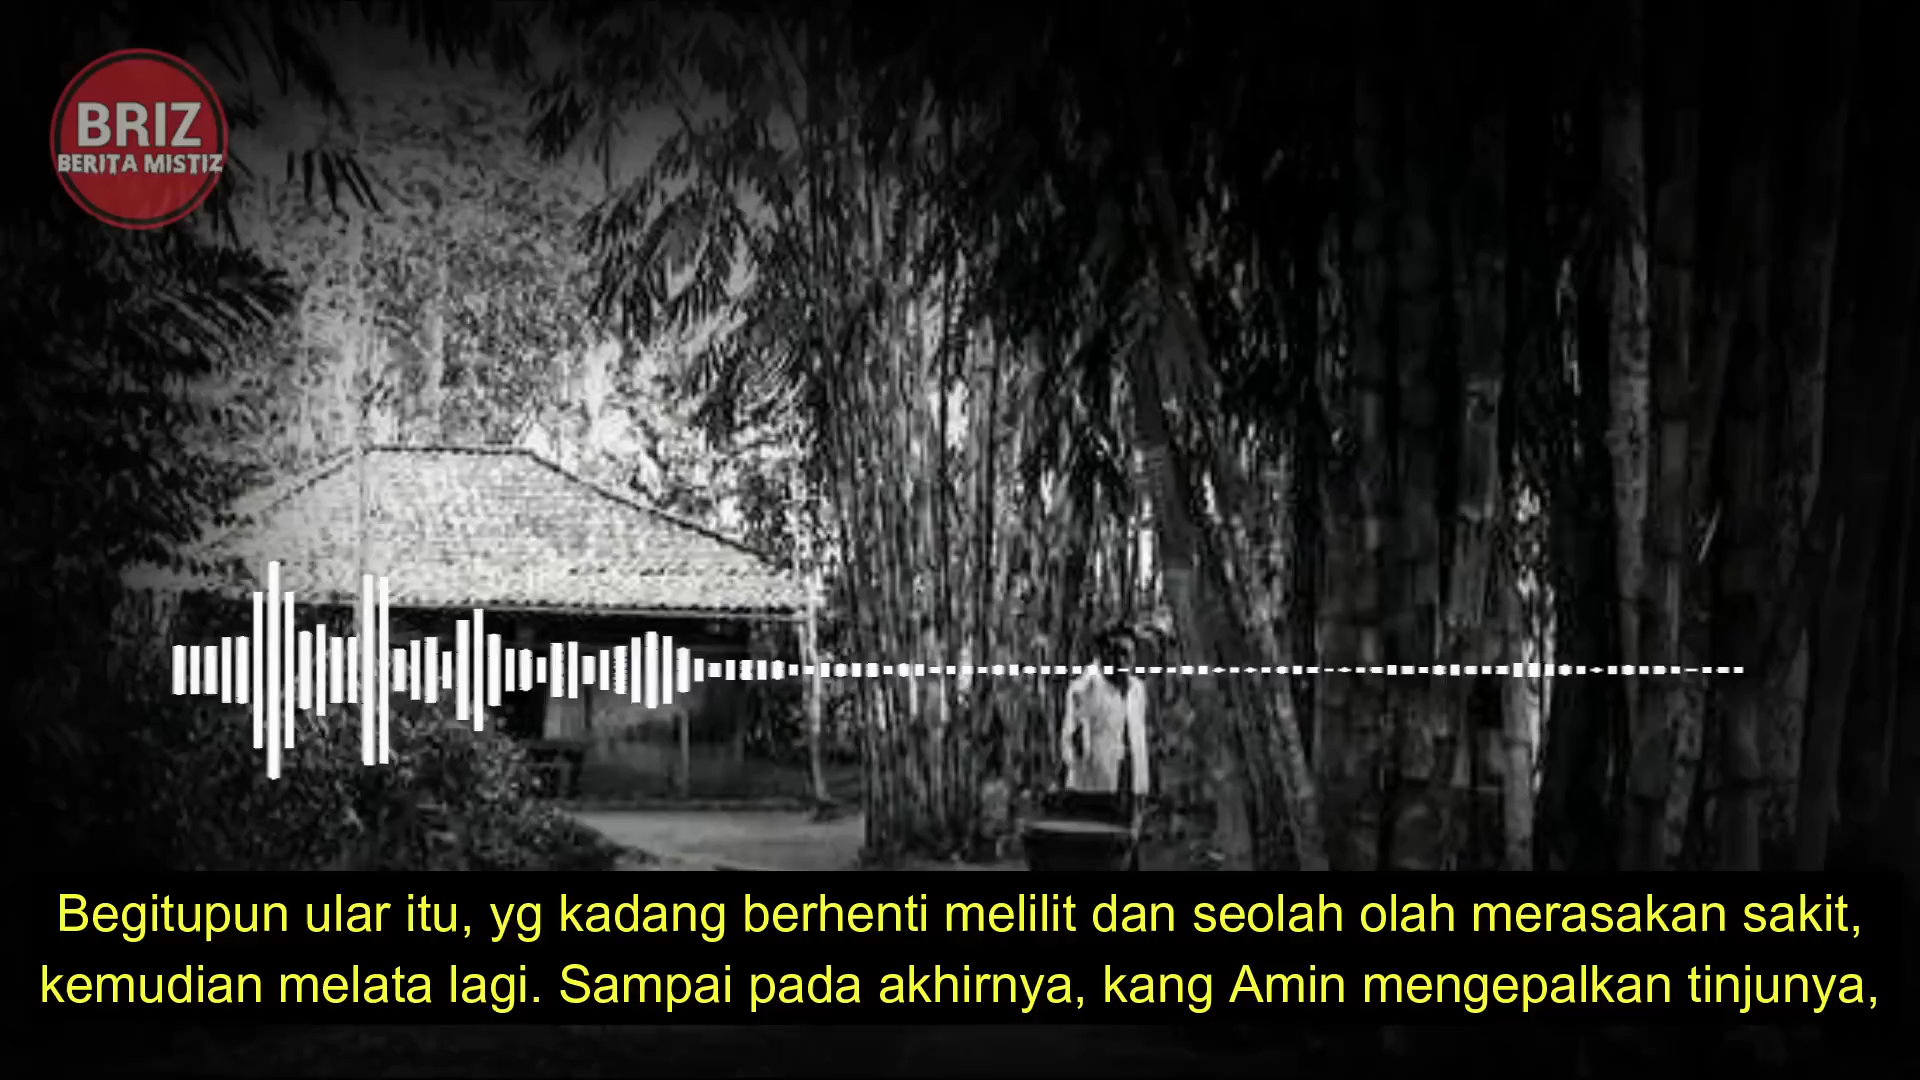 BRIZ
BERITA MISTIZ
Begitupun ular itu, yg kadang berhenti melilit dan seolah olah merasakan sakit,
kemudian melata lagi. Sampai pada akhirnya, kang Amin mengepalkan tinjunya,